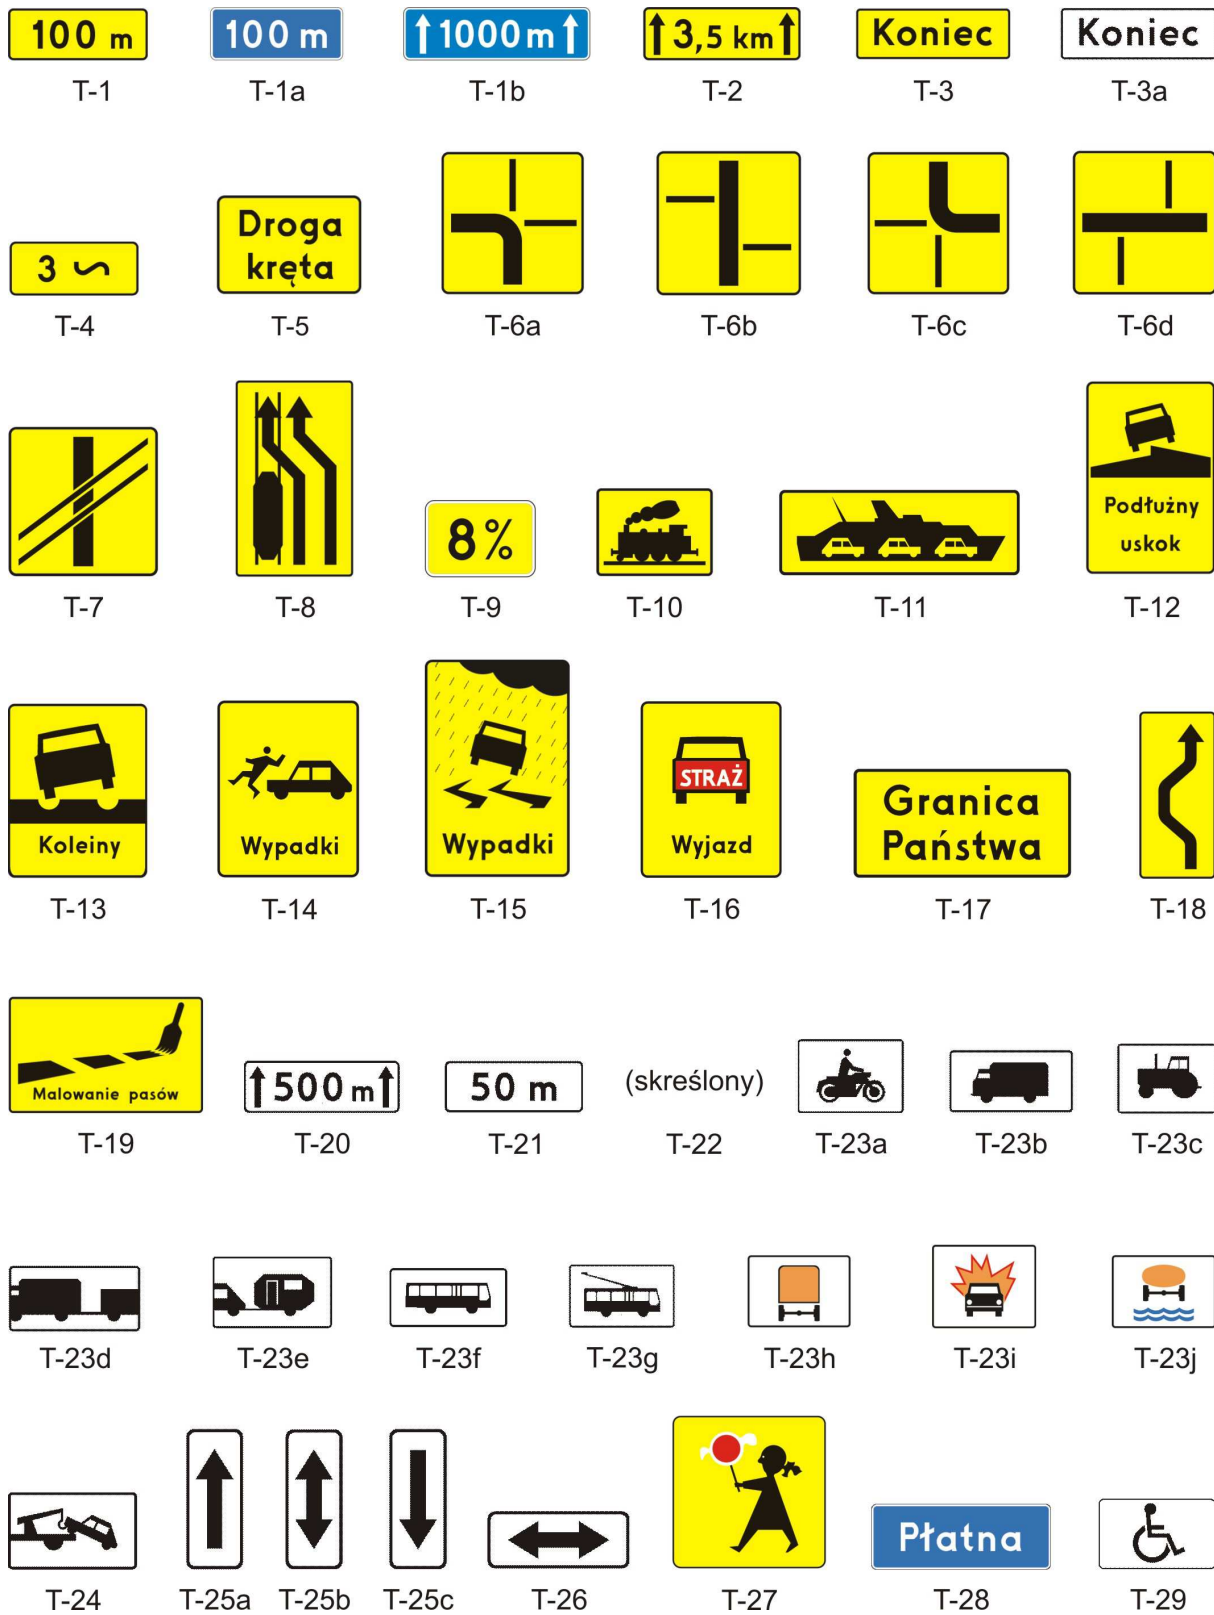 100 m
100 m
1000 m
3,5 km
Koniec
Koniec
T-1
T-1a
T-1b
T-2
T-3
T-3a
3
Droga
kręta
T-4
T-5
T-6a
T-6b
T-6c
T-6d
8%
Podłużny
uskok
T-7
T-8
T-9
T-10
T-11
T-12
Koleiny
Wypadki
Wypadki
STRAŻ
Wyjazd
Granica
Państwa
T-13
T-14
T-15
T-16
T-17
T-18
Malowanie pasów
500 m
50 m
(skreślony)
T-19
T-20
T-21
T-22
T-23a
T-23b
T-23c
T-23d
T-23e
T-23f
T-23g
T-23h
T-23i
T-23j
Płatna
T-24
T-25a
T-25b
T-25c
T-26
T-27
T-28
T-29